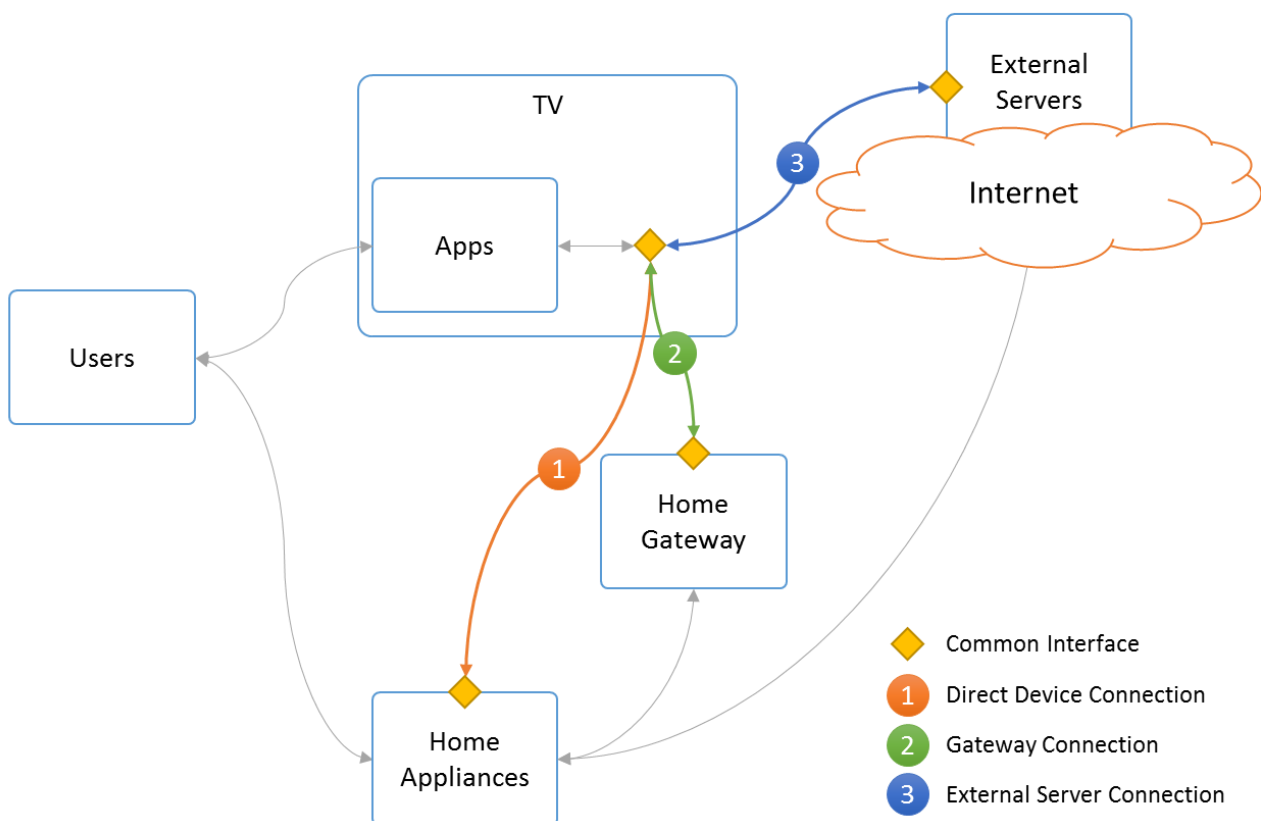 External
Servers
TV
3
Internet
Apps
Users
2
1
Home
Gateway
Home
Appliances
Common Interface
1 Direct Device Connection
2 Gateway Connection
3 External Server Connection